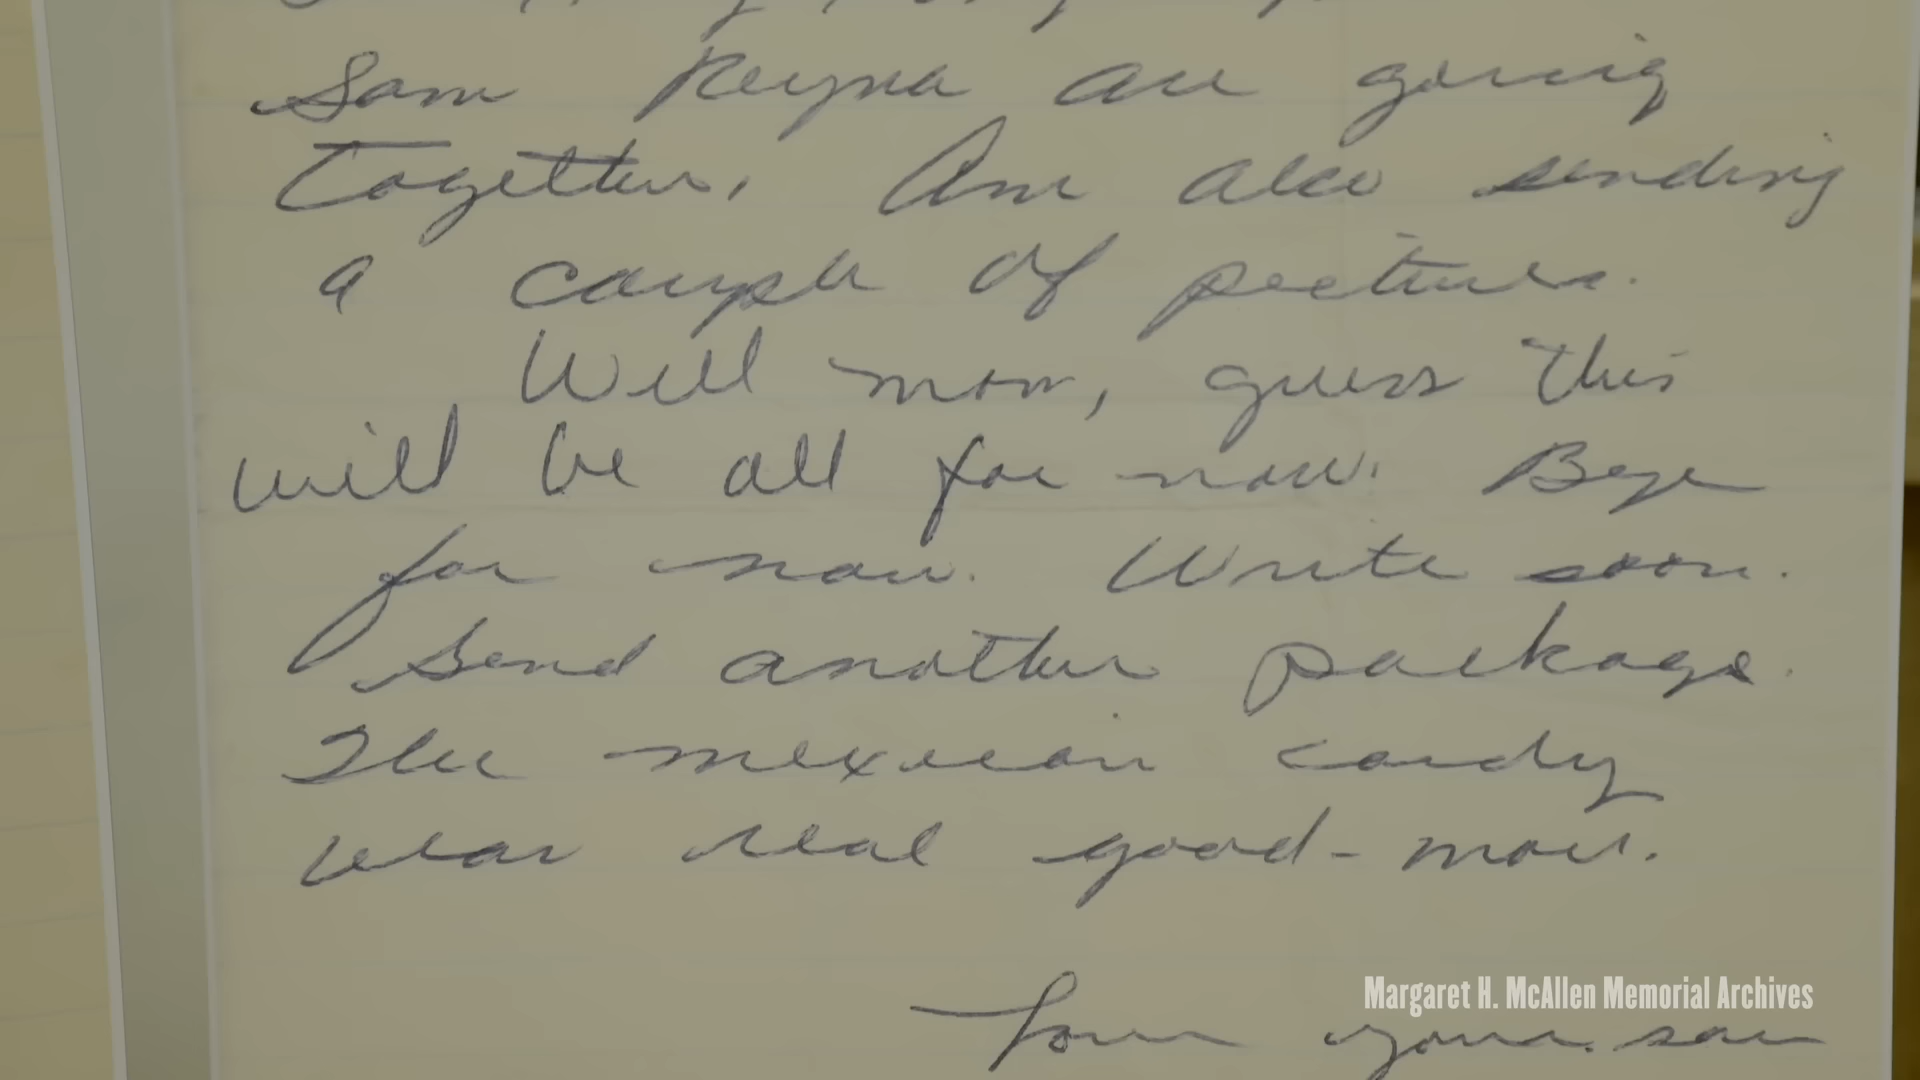 Sam Reyna are going
together. Am also sending
a couple of pictures.
Well mom, guess this
will be all for now. Bye
for now. Write soon.
Send another package.
The mexican candy
was real good - mom.
Love your son
Margaret H. McAllen Memorial Archives